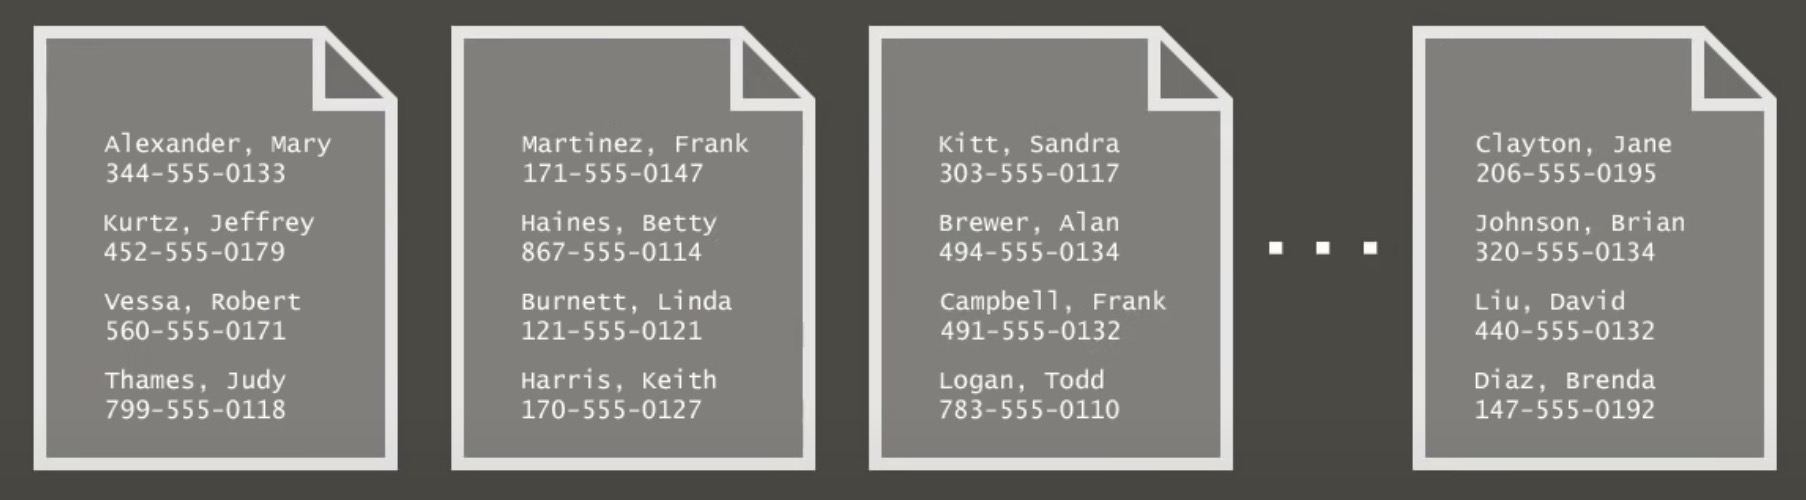 Alexander, Mary
344-555-0133
Kurtz, Jeffrey
452-555-0179
Vessa, Robert
560-555-0171
Thames, Judy
799-555-0118
Martinez, Frank
171-555-0147
Haines, Betty
867-555-0114
Burnett, Linda
121-555-0121
Harris, Keith
170-555-0127
Kitt, Sandra
303-555-0117
Brewer, Alan
494-555-0134
Campbell, Frank
491-555-0132
Logan, Todd
783-555-0110
...
Clayton, Jane
206-555-0195
Johnson, Brian
320-555-0134
Liu, David
440-555-0132
Diaz, Brenda
147-555-0192